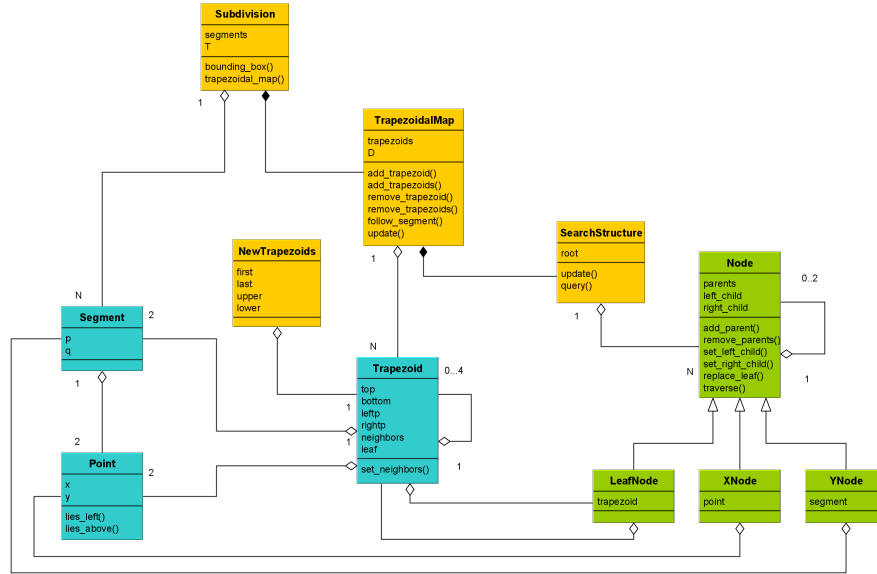 Subdivision
segments
T
bounding_box()
trapezoidal_map()
1
TrapezoidalMap
trapezoids
D
add_trapezoid()
add_trapezoids()
remove_trapezoid()
remove_trapezoids()
follow_segment()
update()
1
SearchStructure
root
update()
query()
1
NewTrapezoids
first
last
upper
lower
Node
parents
left_child
right_child
add_parent()
remove_parents()
set_left_child()
set_right_child()
replace_leaf()
traverse()
0..2
1
N
N
Segment
p
q
2
1
N
Trapezoid
top
bottom
leftp
rightp
neighbors
leaf
set_neighbors()
0...4
1
1
1
2
Point
x
y
lies_left()
lies_above()
2
LeafNode
trapezoid
XNode
point
YNode
segment